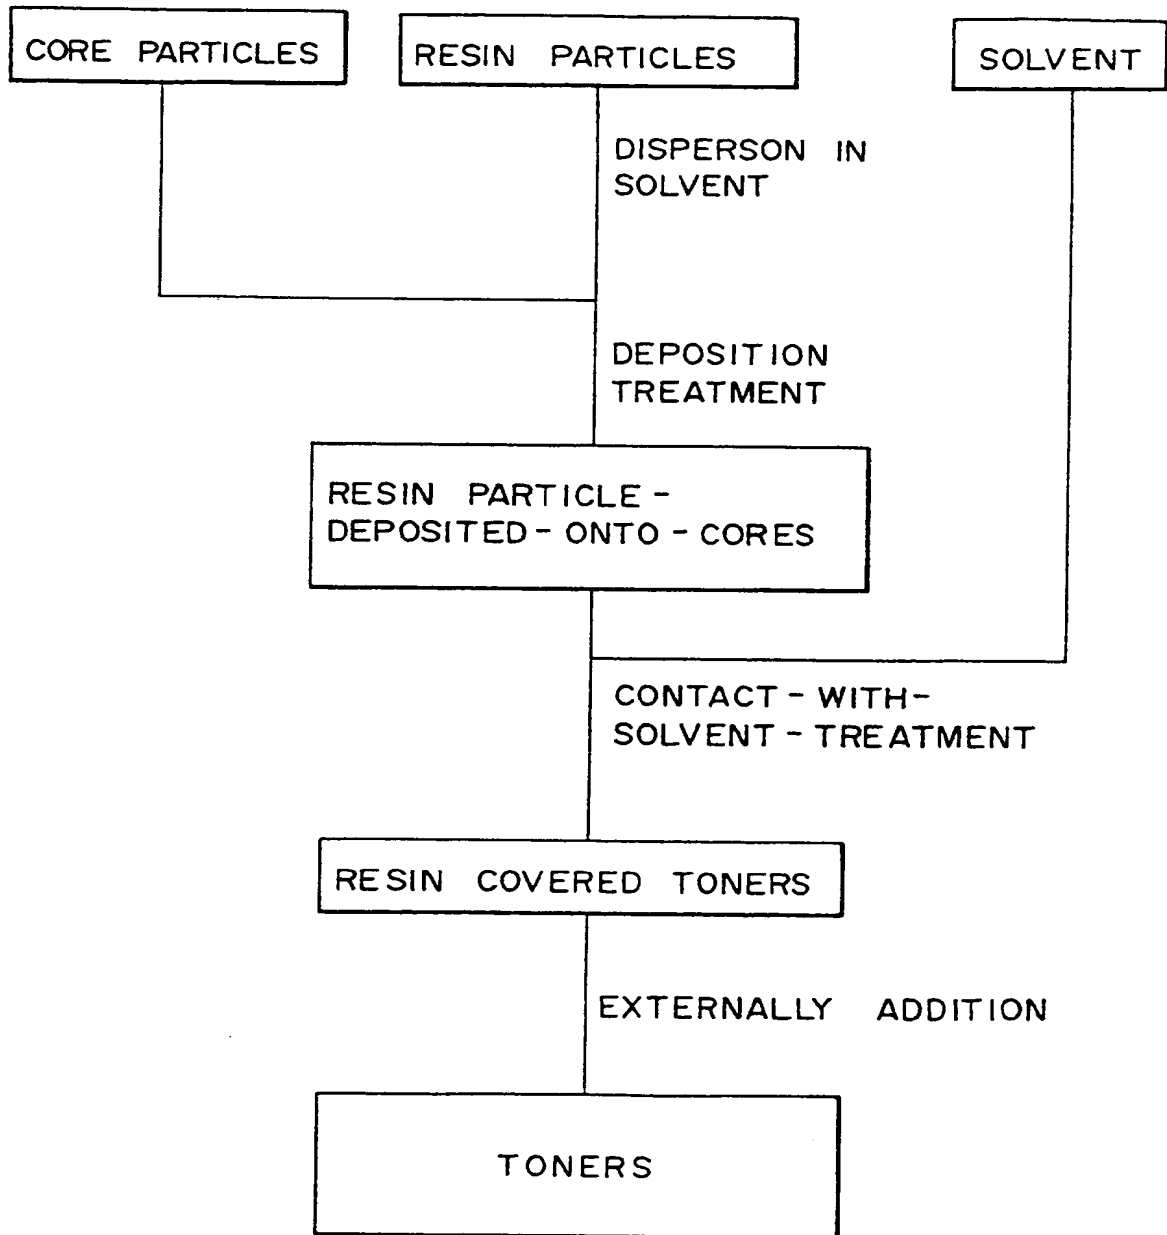 CORE PARTICLES
RESIN PARTICLES
SOLVENT
DISPERSON IN
SOLVENT
DEPOSITION
TREATMENT
RESIN PARTICLE-
DEPOSITED-ONTO-CORES
CONTACT-WITH-
SOLVENT-TREATMENT
RESIN COVERED TONERS
EXTERNALLY ADDITION
TONERS